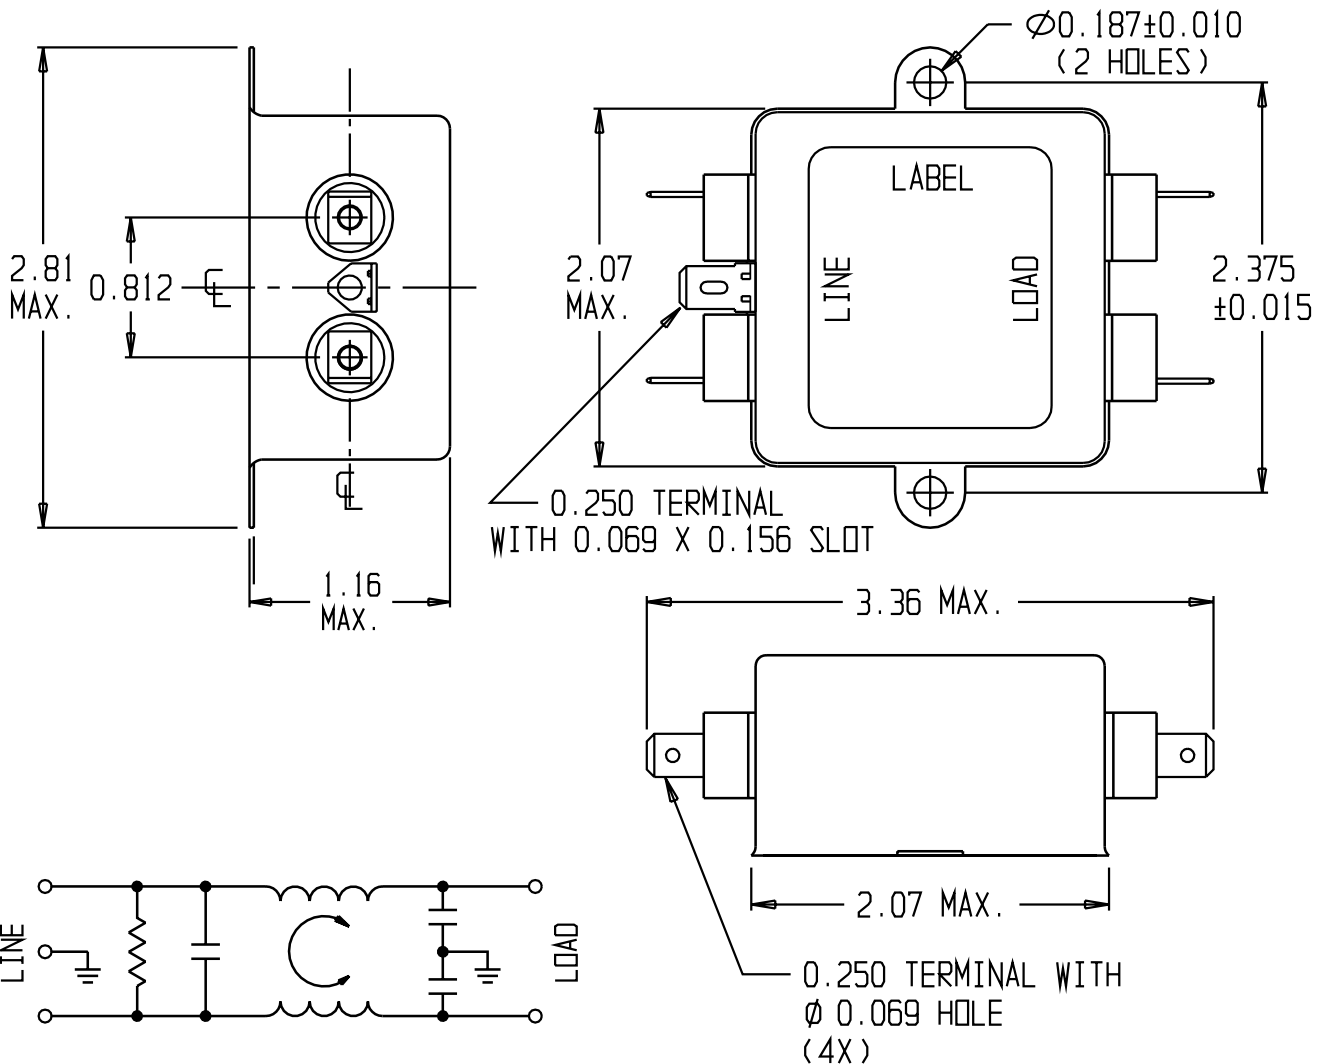 Ø0.187±0.010
(2 HOLES)
2.81
MAX.
0.812
1.16
MAX.
2.07
MAX.
LABEL
LINE
LOAD
2.375
±0.015
0.250 TERMINAL
WITH 0.069 X 0.156 SLOT
3.36 MAX.
2.07 MAX.
0.250 TERMINAL WITH
Ø 0.069 HOLE
(4X)
LINE
LOAD